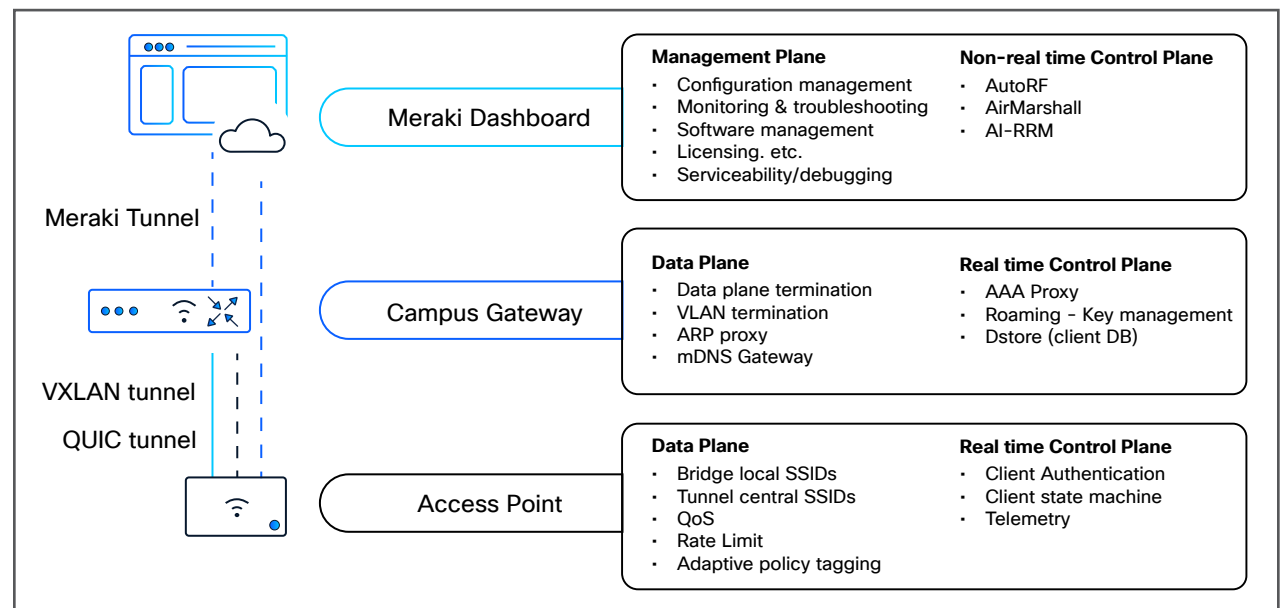 Meraki Tunnel
VXLAN tunnel
QUIC tunnel
Meraki Dashboard
Management Plane
· Configuration management
· Monitoring & troubleshooting
· Software management
· Licensing. etc.
· Serviceability/debugging
Non-real time Control Plane
· AutoRF
· AirMarshall
· AI-RRM
Campus Gateway
Data Plane
· Data plane termination
· VLAN termination
· ARP proxy
· mDNS Gateway
Real time Control Plane
· AAA Proxy
· Roaming - Key management
· Dstore (client DB)
Access Point
Data Plane
· Bridge local SSIDs
· Tunnel central SSIDs
· QoS
· Rate Limit
· Adaptive policy tagging
Real time Control Plane
· Client Authentication
· Client state machine
· Telemetry